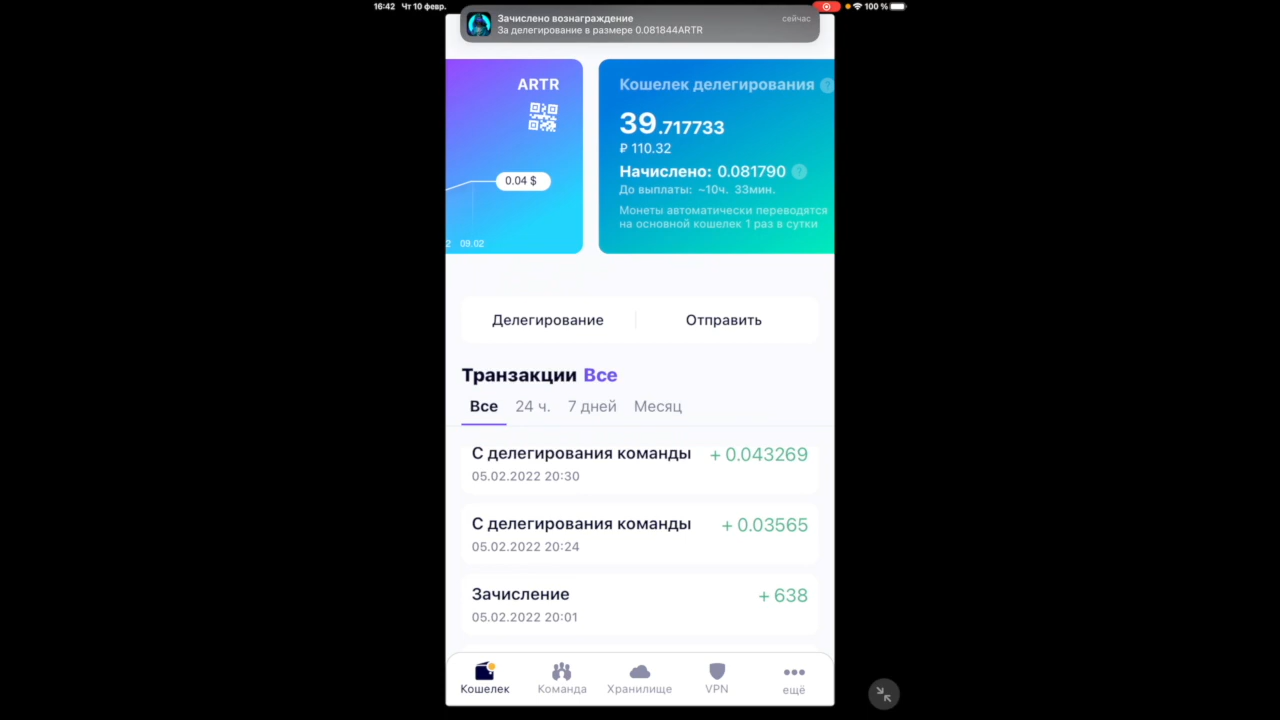 16:42 Чт 10 февр.
100 %
Зачислено вознаграждение
сейчас
За делегирование в размере 0.081844ARTR
ARTR
0.04 $
2 09.02
Кошелек делегирования ?
39.717733
₽ 110.32
Начислено: 0.081790 ?
До выплаты: ~10ч. 33мин.
Монеты автоматически переводятся
на основной кошелек 1 раз в сутки
Делегирование
Отправить
Транзакции Все
Все 24 ч. 7 дней Месяц
С делегирования команды + 0.043269
05.02.2022 20:30
С делегирования команды + 0.03565
05.02.2022 20:24
Зачисление + 638
05.02.2022 20:01
Кошелек Команда Хранилище VPN ещё